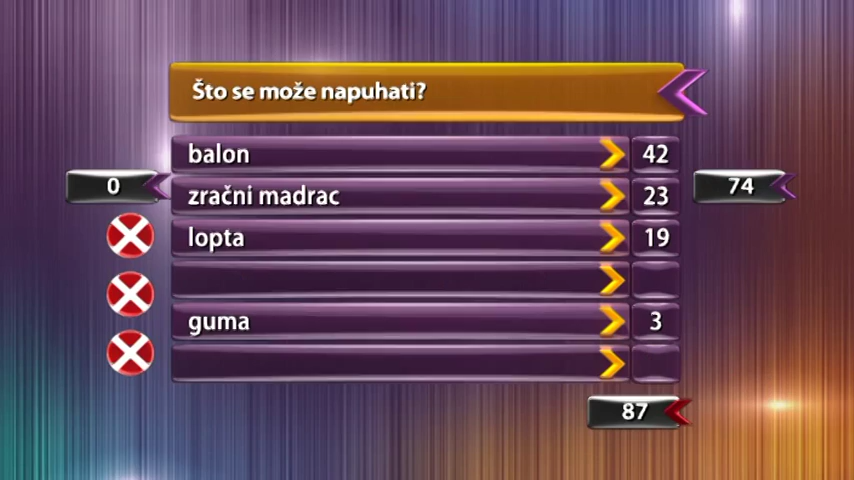 Što se može napuhati?
balon 42
0
zračni madrac 23
74
lopta 19
guma 3
87